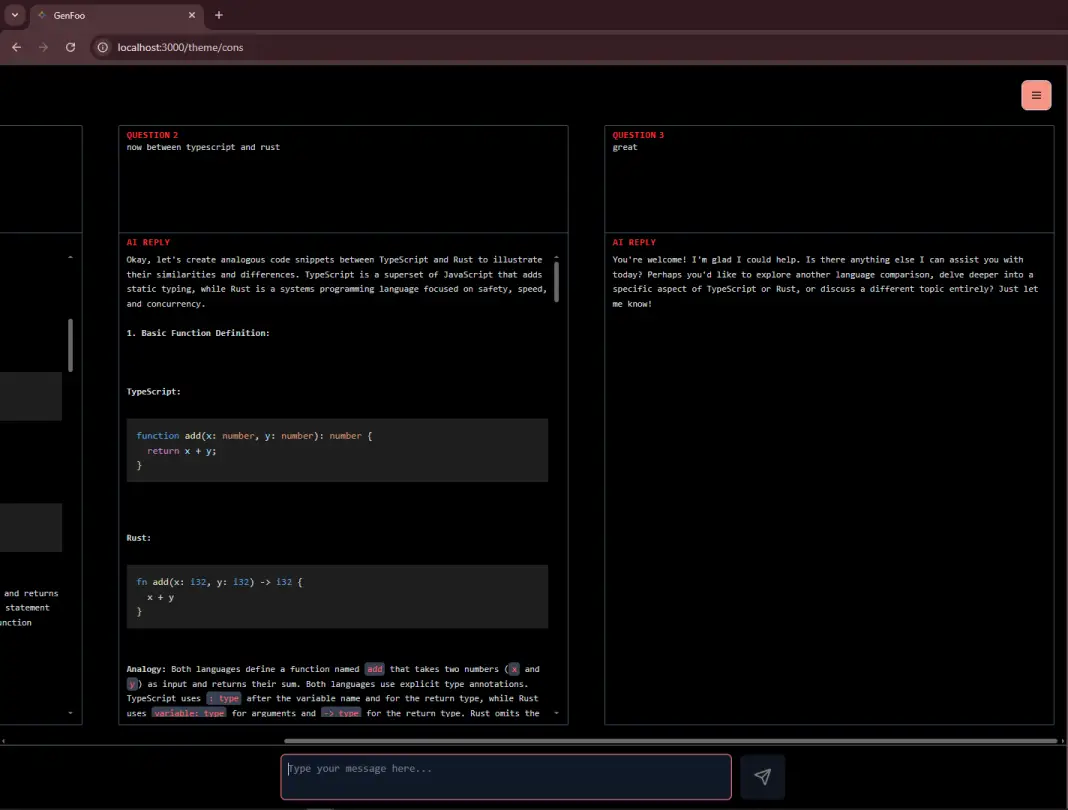 GenFoo
localhost:3000/theme/cons
and returns
statement
unction
QUESTION 2
now between typescript and rust
AI REPLY
Okay, let's create analogous code snippets between TypeScript and Rust to illustrate
their similarities and differences. TypeScript is a superset of JavaScript that adds
static typing, while Rust is a systems programming language focused on safety, speed,
and concurrency.
1. Basic Function Definition:
TypeScript:
function add(x: number, y: number): number {
  return x + y;
}
Rust:
fn add(x: i32, y: i32) -> i32 {
  x + y
}
Analogy: Both languages define a function named add that takes two numbers (x and
y) as input and returns their sum. Both languages use explicit type annotations.
TypeScript uses : type after the variable name and for the return type, while Rust
uses variable: type for arguments and -> type for the return type. Rust omits the
QUESTION 3
great
AI REPLY
You're welcome! I'm glad I could help. Is there anything else I can assist you with
today? Perhaps you'd like to explore another language comparison, delve deeper into a
specific aspect of TypeScript or Rust, or discuss a different topic entirely? Just let
me know!
Type your message here...